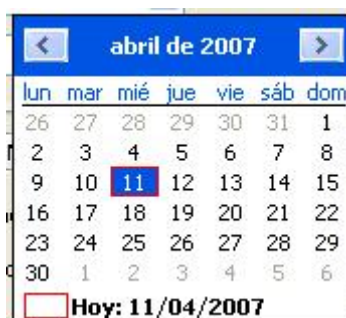 abril de 2007
lun mar mié jue vie sáb dom
26 27 28 29 30 31 1
2 3 4 5 6 7 8
9 10 11 12 13 14 15
16 17 18 19 20 21 22
23 24 25 26 27 28 29
30 1 2 3 4 5 6
Hoy: 11/04/2007